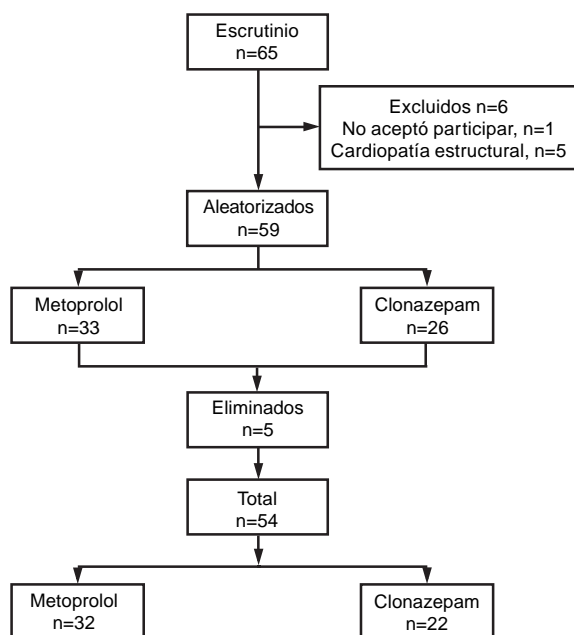 Escrutinio
n=65
Excluidos n=6
No aceptó participar, n=1
Cardiopatía estructural, n=5
Aleatorizados
n=59
Metoprolol
n=33
Clonazepam
n=26
Eliminados
n=5
Total
n=54
Metoprolol
n=32
Clonazepam
n=22